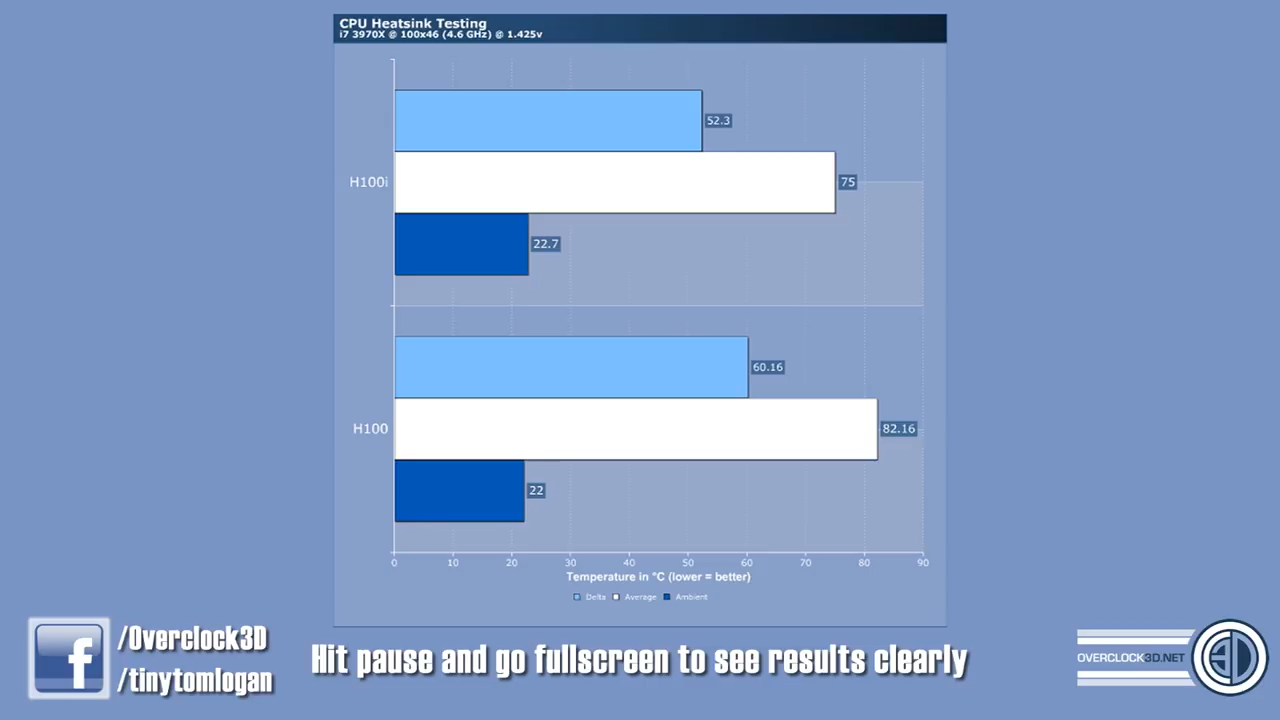 CPU Heatsink Testing
i7 3970X @ 100x46 (4.6 GHz) @ 1.425v
52.3
H100i
75
22.7
60.16
H100
82.16
22
0 10 20 30 40 50 60 70 80 90
Temperature in °C (lower = better)
Delta Average Ambient
f
/Overclock3D
/tinytomlogan
Hit pause and go fullscreen to see results clearly
OVERCLOCK3D.NET
3D